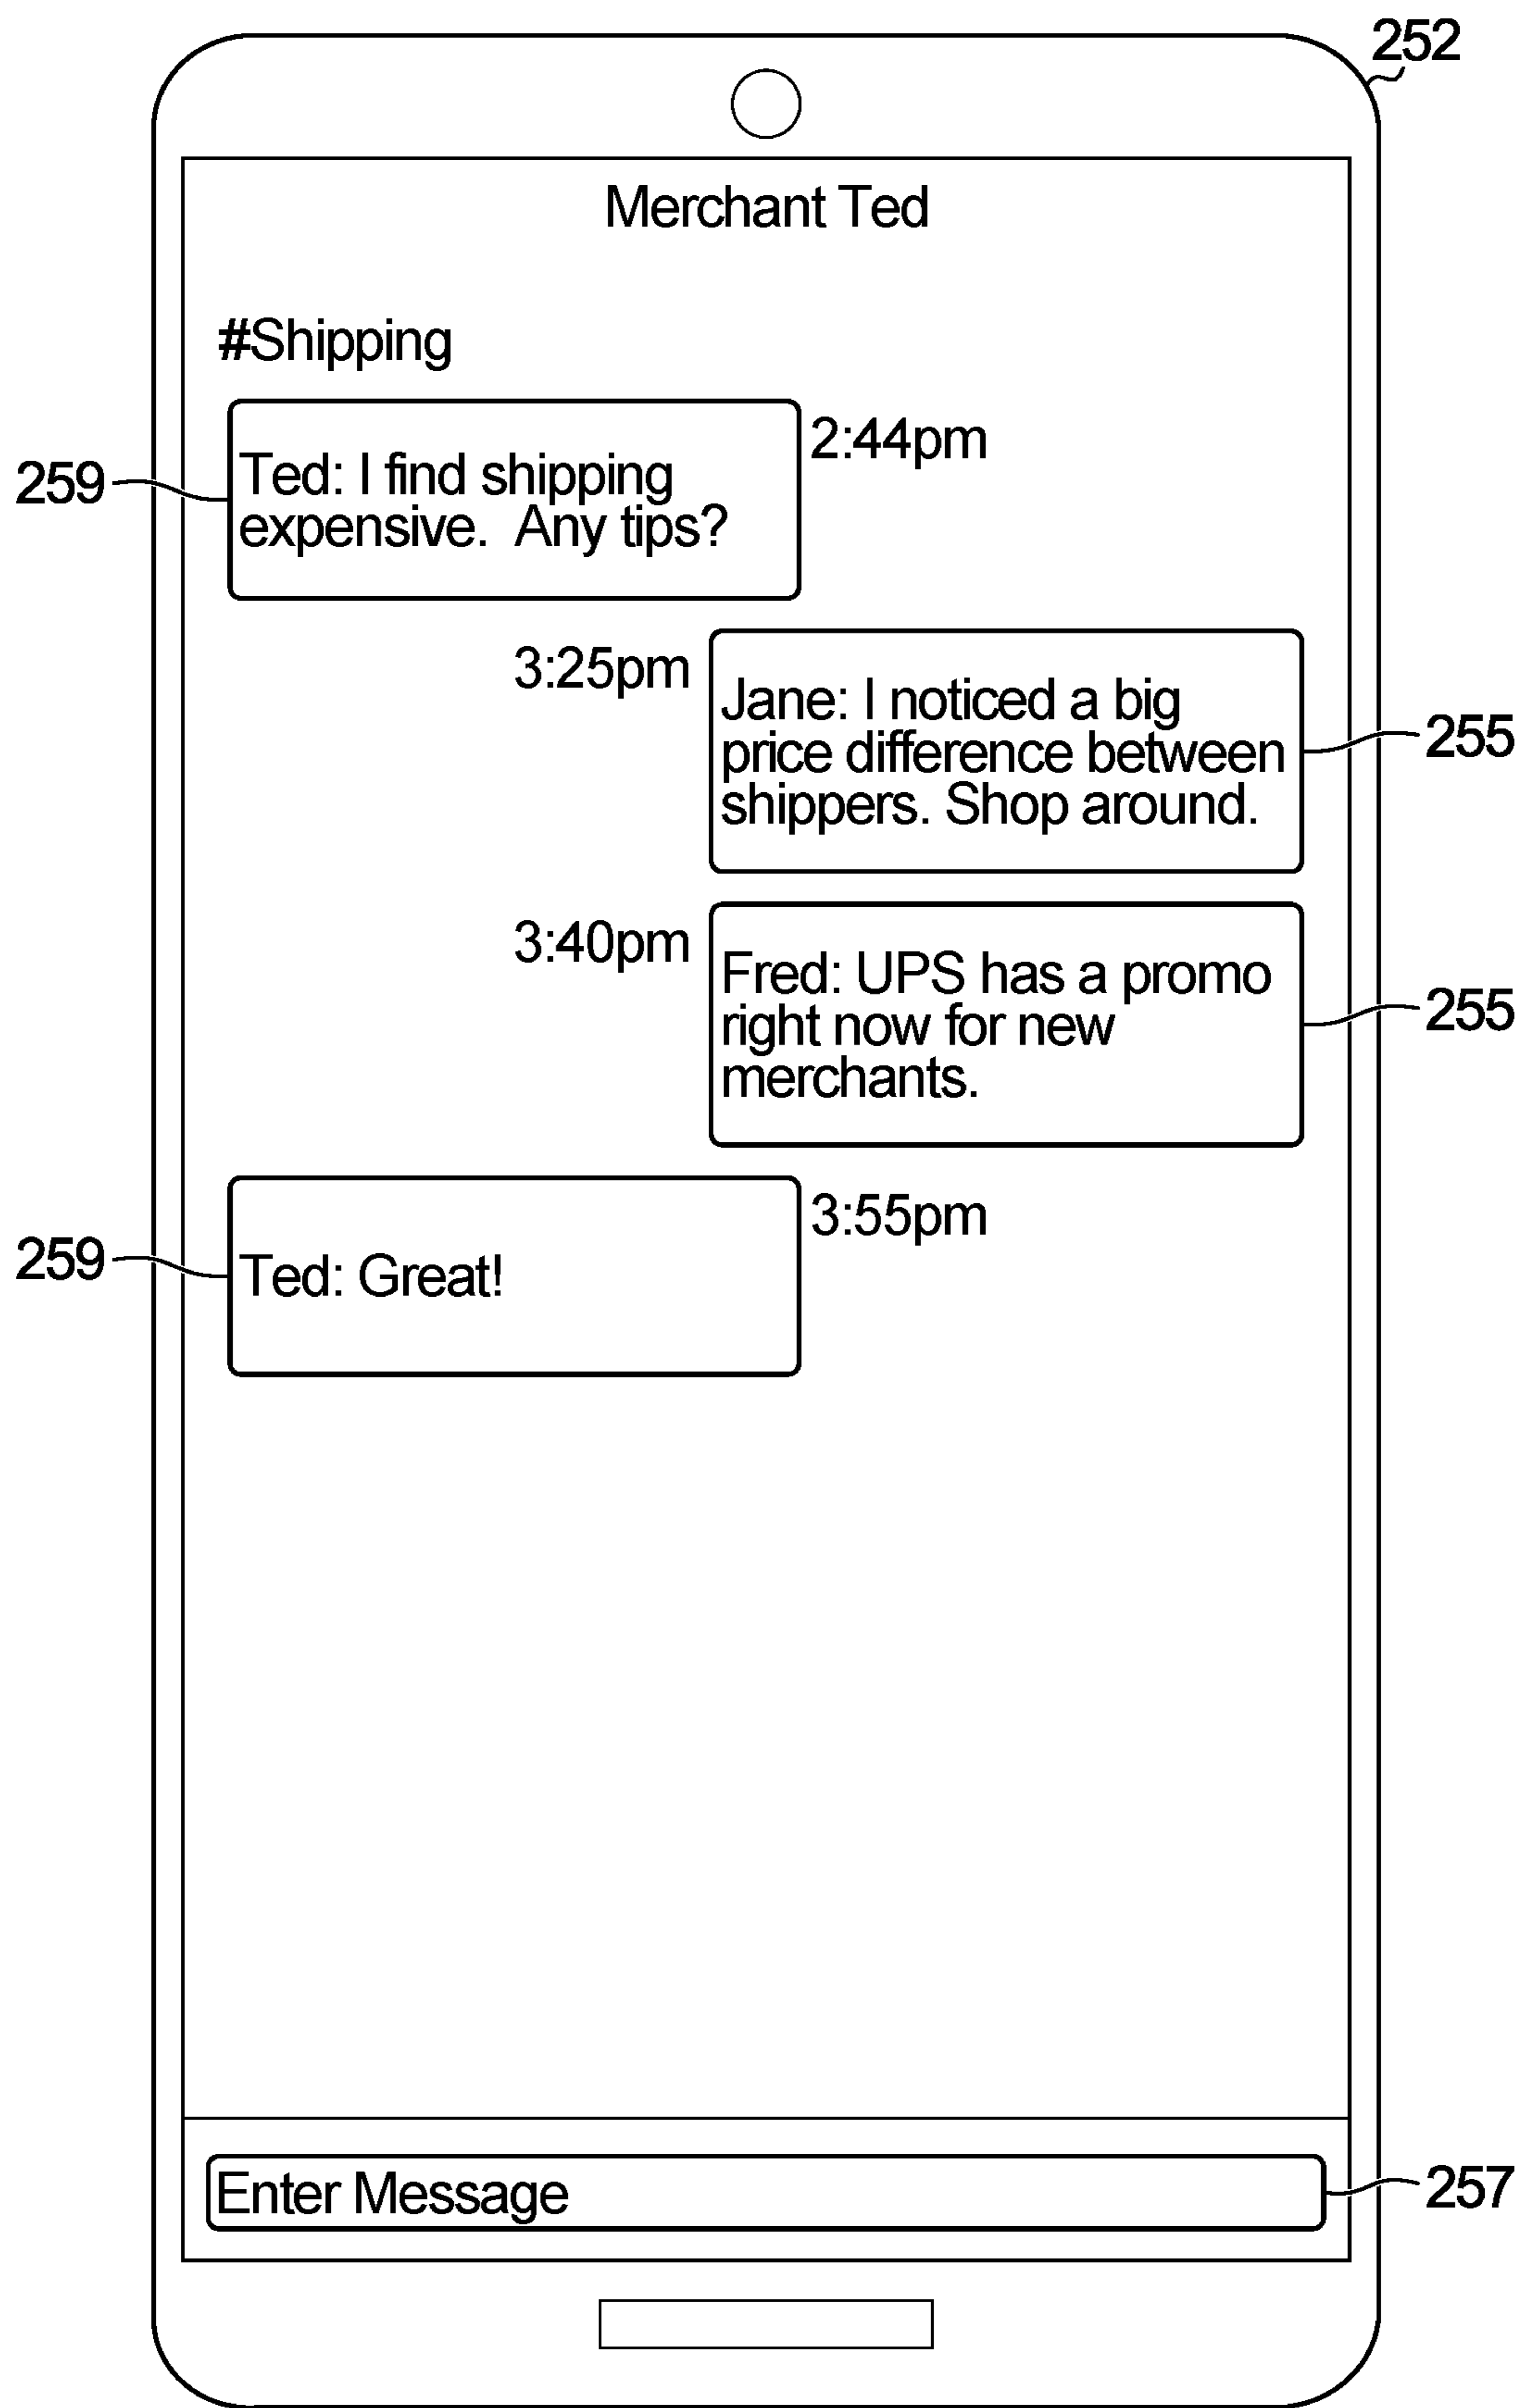 252
Merchant Ted
#Shipping
2:44pm
259
Ted: I find shipping
expensive.  Any tips?
3:25pm
Jane: I noticed a big
price difference between
shippers. Shop around.
255
3:40pm
Fred: UPS has a promo
right now for new
merchants.
255
3:55pm
259
Ted: Great!
Enter Message
257